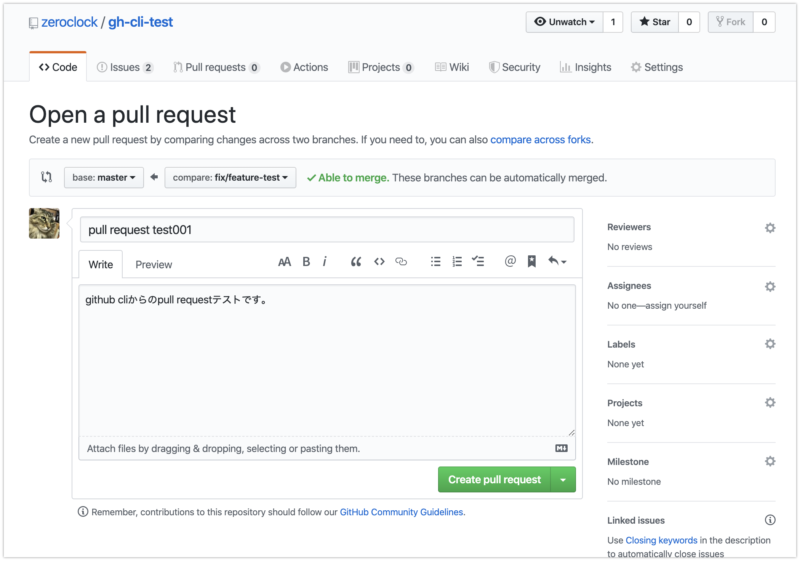 zeroclock / gh-cli-test
Unwatch 1 Star 0 Fork 0
Code Issues 2 Pull requests 0 Actions Projects 0 Wiki Security Insights Settings
Open a pull request
Create a new pull request by comparing changes across two branches. If you need to, you can also compare across forks.
base: master compare: fix/feature-test Able to merge. These branches can be automatically merged.
pull request test001
Write Preview
AA B i
github cliからのpull requestテストです。
Attach files by dragging & dropping, selecting or pasting them.
Create pull request
Remember, contributions to this repository should follow our GitHub Community Guidelines.
Reviewers
No reviews
Assignees
No one—assign yourself
Labels
None yet
Projects
None yet
Milestone
No milestone
Linked issues
Use Closing keywords in the description
to automatically close issues